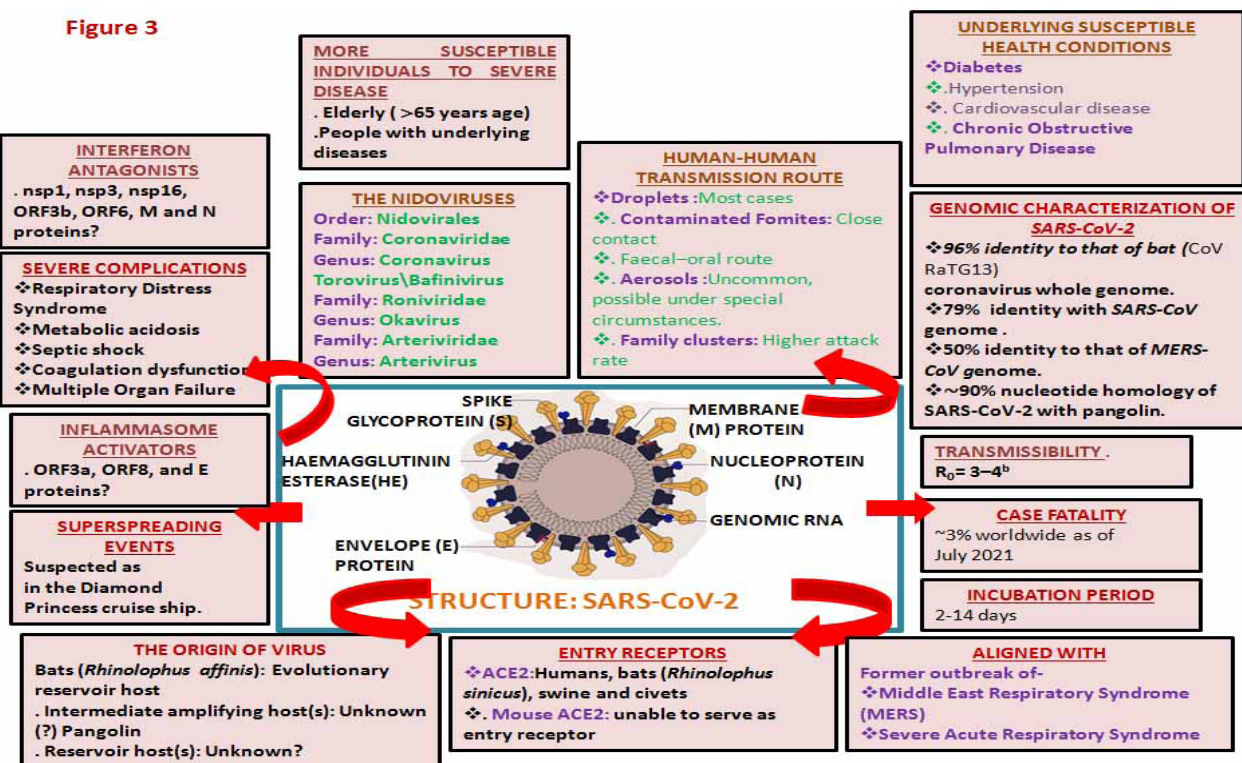 Figure 3
MORE SUSCEPTIBLE
INDIVIDUALS TO SEVERE
DISEASE
. Elderly ( >65 years age)
.People with underlying
diseases
UNDERLYING SUSCEPTIBLE
HEALTH CONDITIONS
❖Diabetes
❖.Hypertension
❖. Cardiovascular disease
❖. Chronic Obstructive
Pulmonary Disease
INTERFERON
ANTAGONISTS
. nsp1, nsp3, nsp16,
ORF3b, ORF6, M and N
proteins?
THE NIDOVIRUSES
Order: Nidovirales
Family: Coronaviridae
Genus: Coronavirus
Torovirus\Bafinivirus
Family: Roniviridae
Genus: Okavirus
Family: Arteriviridae
Genus: Arterivirus
HUMAN-HUMAN
TRANSMISSION ROUTE
❖Droplets :Most cases
❖. Contaminated Fomites: Close
contact
❖. Faecal–oral route
❖. Aerosols :Uncommon,
possible under special
circumstances.
❖. Family clusters: Higher attack
rate
GENOMIC CHARACTERIZATION OF
SARS-CoV-2
❖96% identity to that of bat (CoV
RaTG13)
coronavirus whole genome.
❖79% identity with SARS-CoV
genome .
❖50% identity to that of MERS-
CoV genome.
❖~90% nucleotide homology of
SARS-CoV-2 with pangolin.
SEVERE COMPLICATIONS
❖Respiratory Distress
Syndrome
❖Metabolic acidosis
❖Septic shock
❖Coagulation dysfunction
❖Multiple Organ Failure
INFLAMMASOME
ACTIVATORS
. ORF3a, ORF8, and E
proteins?
SUPERSPREADING
EVENTS
Suspected as
in the Diamond
Princess cruise ship.
SPIKE
GLYCOPROTEIN (S)
HAEMAGGLUTININ
ESTERASE(HE)
ENVELOPE (E)
PROTEIN
MEMBRANE
(M) PROTEIN
NUCLEOPROTEIN
(N)
GENOMIC RNA
STRUCTURE: SARS-CoV-2
TRANSMISSIBILITY .
R₀= 3–4ᵇ
CASE FATALITY
~3% worldwide as of
July 2021
INCUBATION PERIOD
2-14 days
THE ORIGIN OF VIRUS
Bats (Rhinolophus affinis): Evolutionary
reservoir host
. Intermediate amplifying host(s): Unknown
(?) Pangolin
. Reservoir host(s): Unknown?
ENTRY RECEPTORS
❖ACE2:Humans, bats (Rhinolophus
sinicus), swine and civets
❖. Mouse ACE2: unable to serve as
entry receptor
ALIGNED WITH
Former outbreak of-
❖Middle East Respiratory Syndrome
(MERS)
❖Severe Acute Respiratory Syndrome